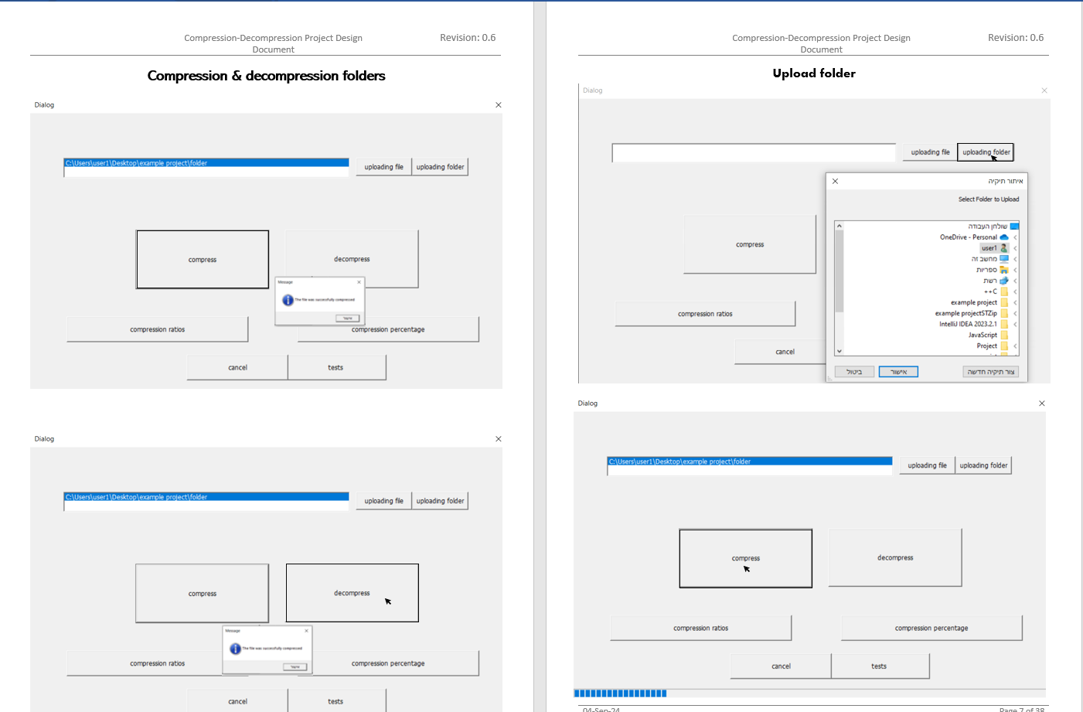 Compression-Decompression Project Design
Document
Revision: 0.6
Compression & decompression folders
Dialog
C:\Users\user1\Desktop\example project\folder
uploading file
uploading folder
compress
decompress
Message
The file was successfully compressed
אישור
compression ratios
compression percentage
cancel
tests
Dialog
C:\Users\user1\Desktop\example project\folder
uploading file
uploading folder
compress
decompress
Message
The file was successfully compressed
אישור
compression ratios
compression percentage
cancel
tests
Compression-Decompression Project Design
Document
Revision: 0.6
Upload folder
Dialog
uploading file
uploading folder
איתור תיקיה
Select Folder to Upload
שולחן העבודה
OneDrive - Personal
user1
מחשב זה
ספריות
רשת
C++
example project
example projectSTZip
IntelliJ IDEA 2023.2.1
JavaScript
Project
צור תיקיה חדשה
אישור
ביטול
compress
compression ratios
cancel
Dialog
C:\Users\user1\Desktop\example project\folder
uploading file
uploading folder
compress
decompress
compression ratios
compression percentage
cancel
tests
04-Sep-24
Page 7 of 38